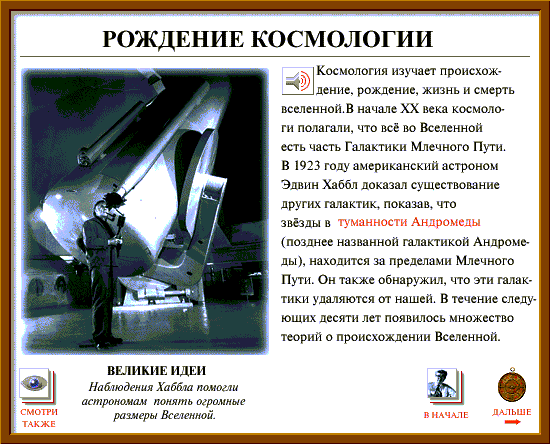 РОЖДЕНИЕ КОСМОЛОГИИ
Космология изучает происхож-
дение, рождение, жизнь и смерть
вселенной.В начале XX века космоло-
ги полагали, что всё во Вселенной
есть часть Галактики Млечного Пути.
В 1923 году американский астроном
Эдвин Хаббл доказал существование
других галактик, показав, что
звёзды в туманности Андромеды
(позднее названной галактикой Андроме-
ды), находится за пределами Млечного
Пути. Он также обнаружил, что эти галак-
тики удаляются от нашей. В течение следу-
ющих десяти лет появилось множество
теорий о происхождении Вселенной.
ВЕЛИКИЕ ИДЕИ
Наблюдения Хаббла помогли
астрономам понять огромные
размеры Вселенной.
СМОТРИ
ТАКЖЕ
В НАЧАЛЕ
ДАЛЬШЕ